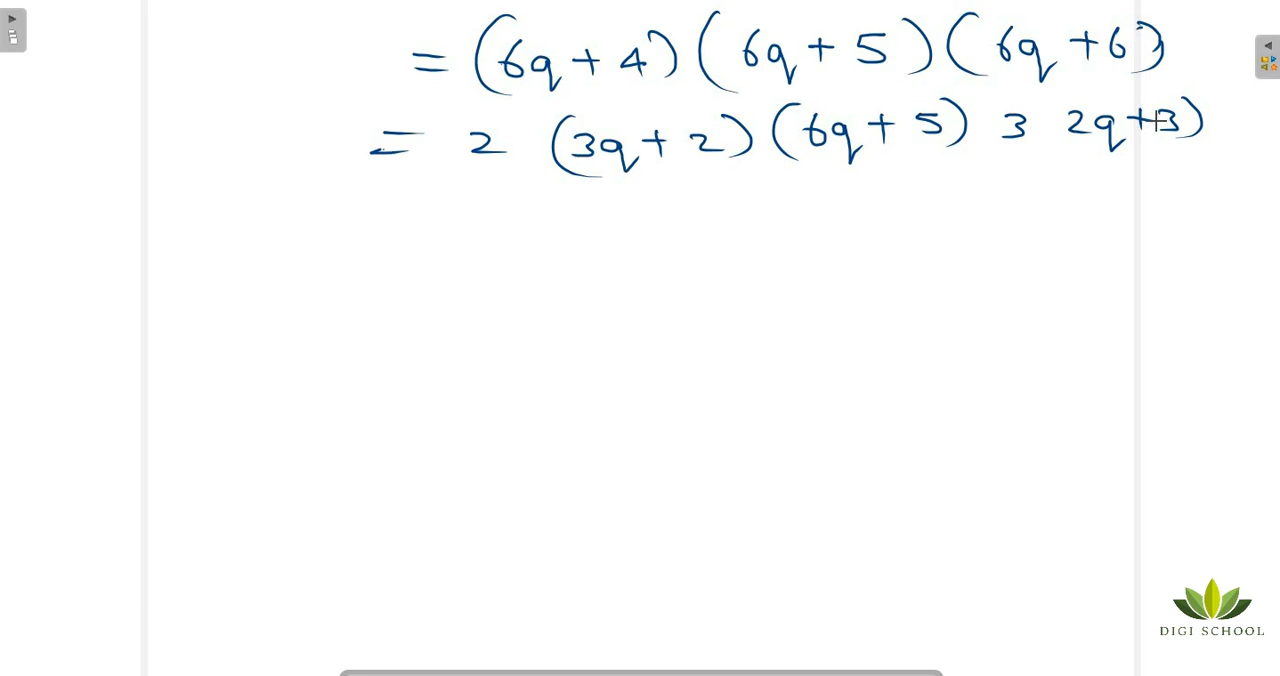 = (6q + 4) (6q + 5) (6q + 6)
= 2 (3q + 2) (6q + 5) 3 2q + 3)
DIGI SCHOOL